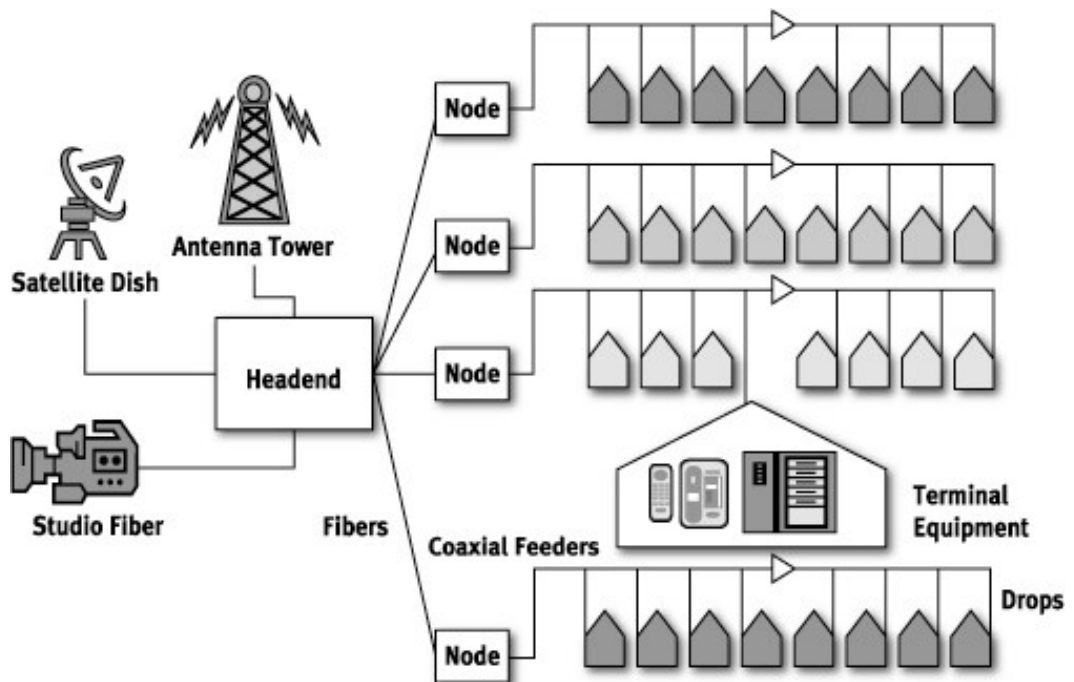 Node
Antenna Tower
Satellite Dish
Node
Headend
Node
Studio Fiber
Fibers
Coaxial Feeders
Terminal
Equipment
Drops
Node